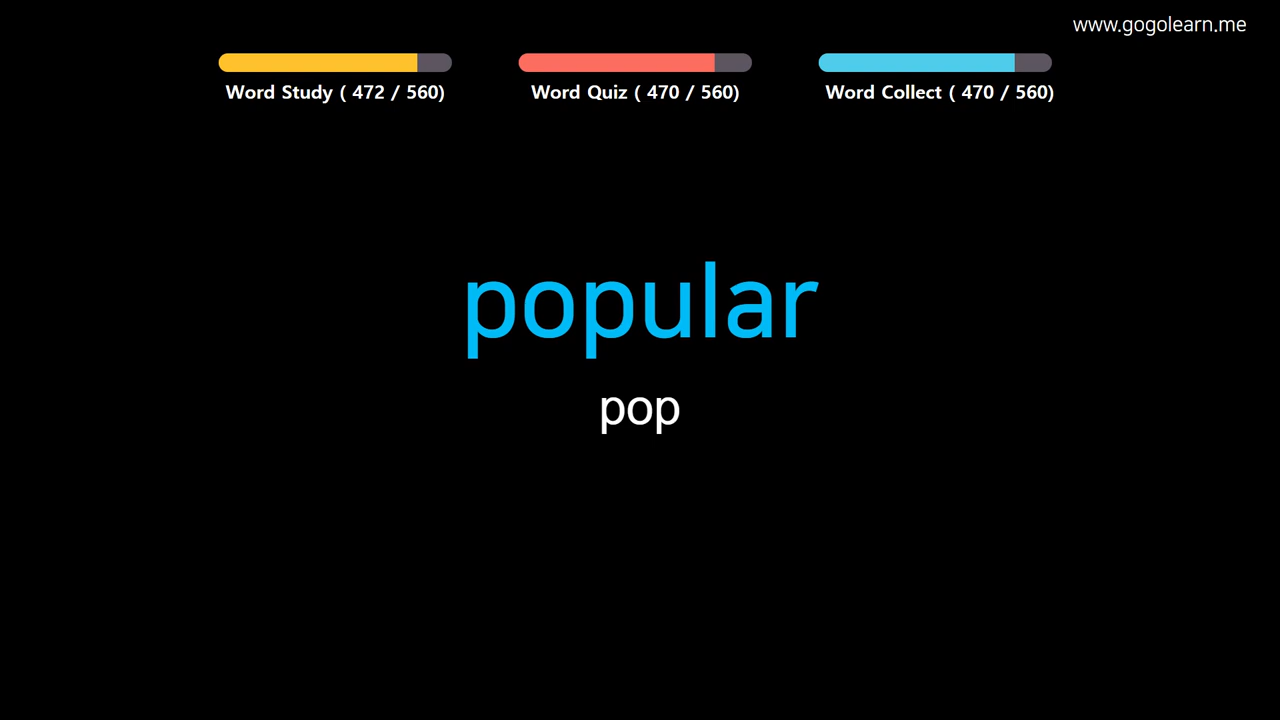 www.gogolearn.me
Word Study ( 472 / 560)
Word Quiz ( 470 / 560)
Word Collect ( 470 / 560)
popular
pop